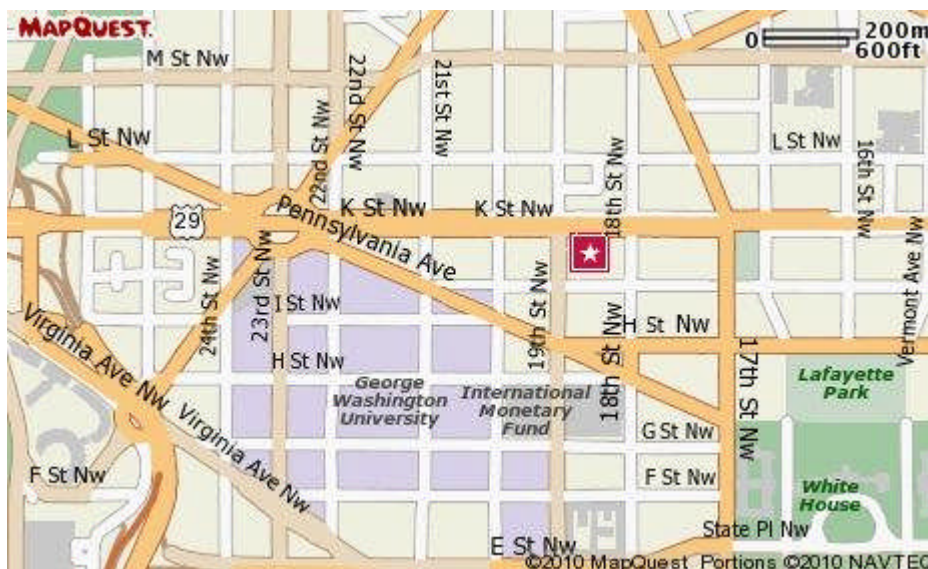 MAPQUEST.
0 200m
600ft
M St Nw
22nd St Nw
21st St Nw
L St Nw
22nd St Nw
18th St Nw
L St Nw
16th St Nw
K St Nw
K St Nw
29
Pennsylvania Ave
24th St Nw
23rd St Nw
I St Nw
19th St Nw
18th St Nw
H St Nw
Vermont Ave Nw
Virginia Ave NW
H St Nw
17th St Nw
George
Washington
University
International
Monetary
Fund
Lafayette
Park
Virginia Ave Nw
G St Nw
F St Nw
F St Nw
White
House
State Pl Nw
E St Nw
©2010 MapQuest Portions ©2010 NAVTEQ